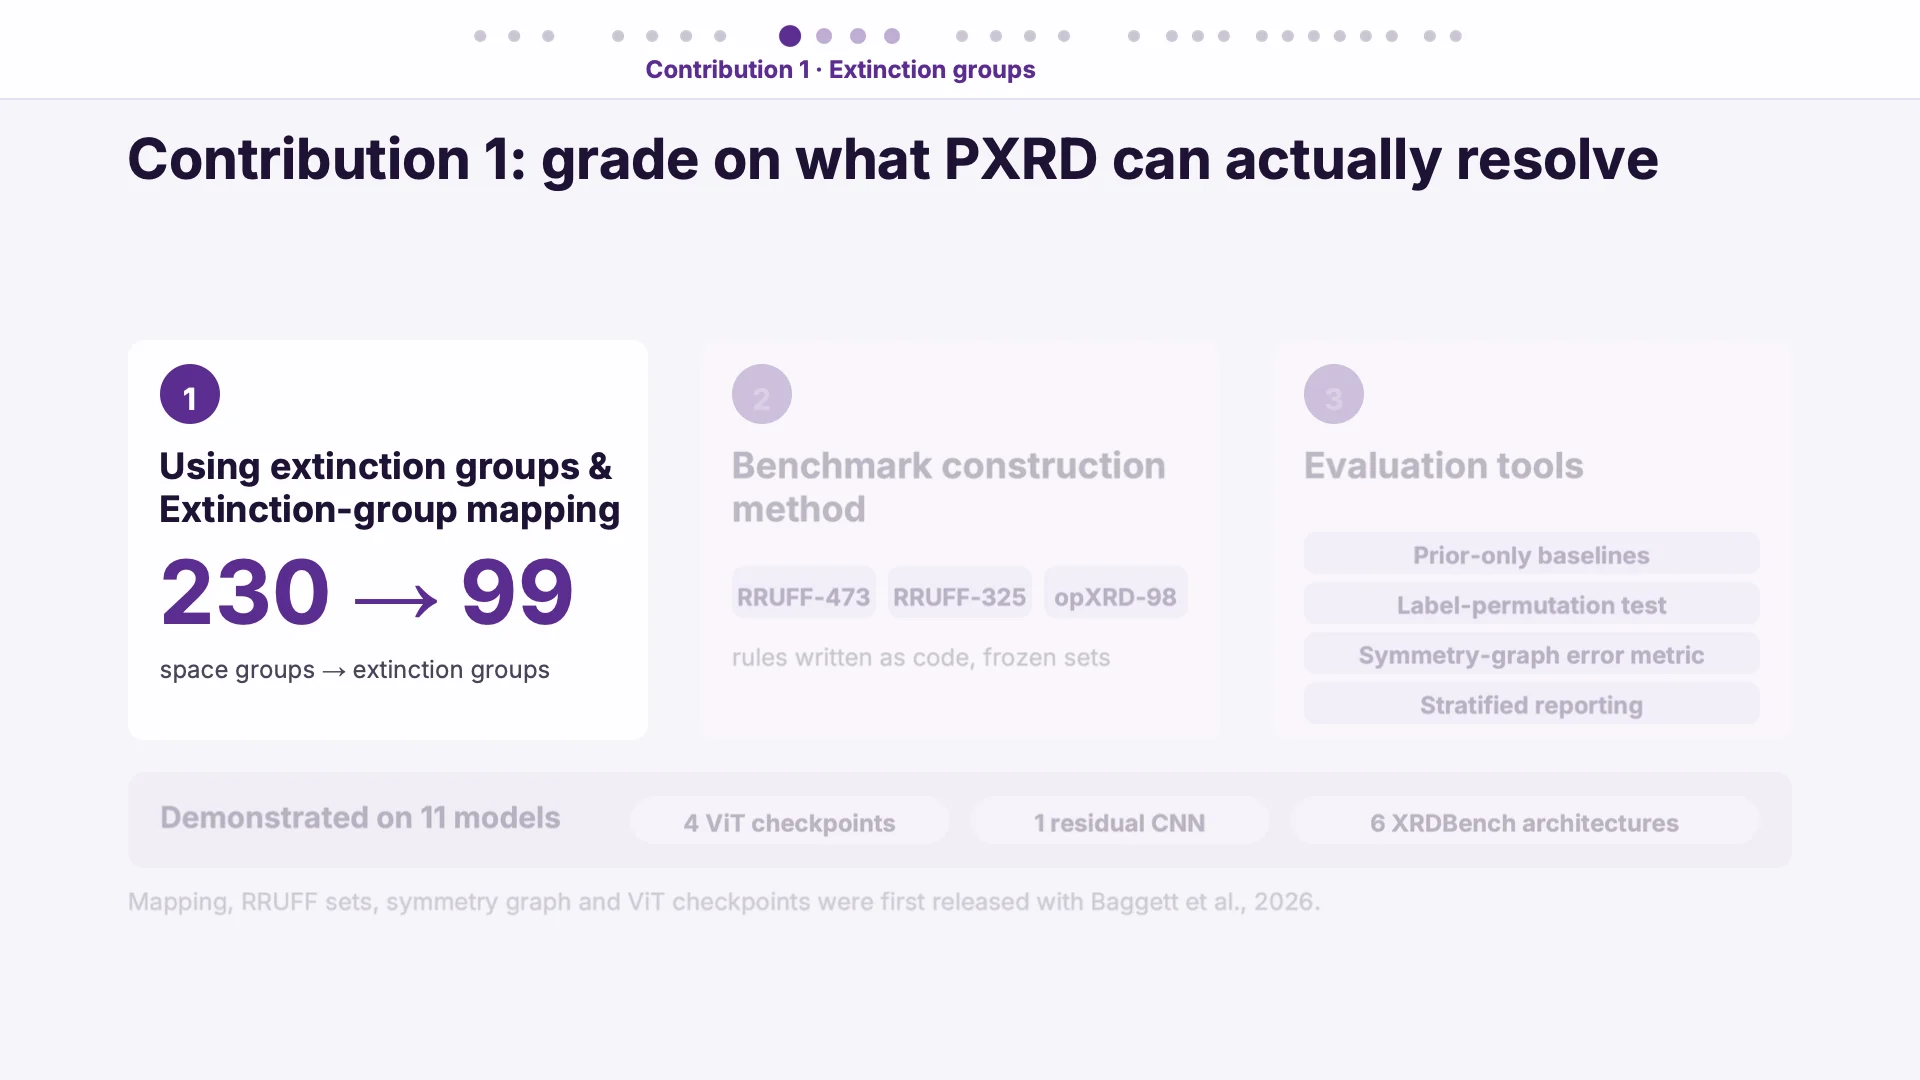 Contribution 1 · Extinction groups
Contribution 1: grade on what PXRD can actually resolve
1
Using extinction groups &
Extinction-group mapping
230 → 99
space groups → extinction groups
2
Benchmark construction
method
RRUFF-473 RRUFF-325 opXRD-98
rules written as code, frozen sets
3
Evaluation tools
Prior-only baselines
Label-permutation test
Symmetry-graph error metric
Stratified reporting
Demonstrated on 11 models 4 ViT checkpoints 1 residual CNN 6 XRDBench architectures
Mapping, RRUFF sets, symmetry graph and ViT checkpoints were first released with Baggett et al., 2026.